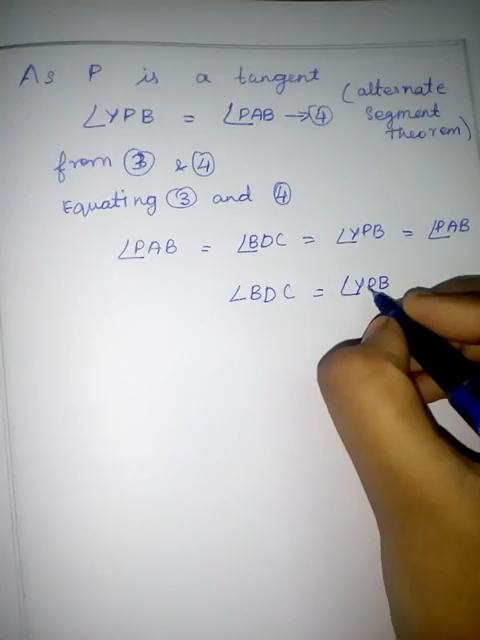 As P is a tangent
∠YPB = ∠PAB → ④ (alternate segment theorem)
from ③ & ④
Equating ③ and ④
∠PAB = ∠BDC = ∠YPB = ∠PAB
∠BDC = ∠YPB